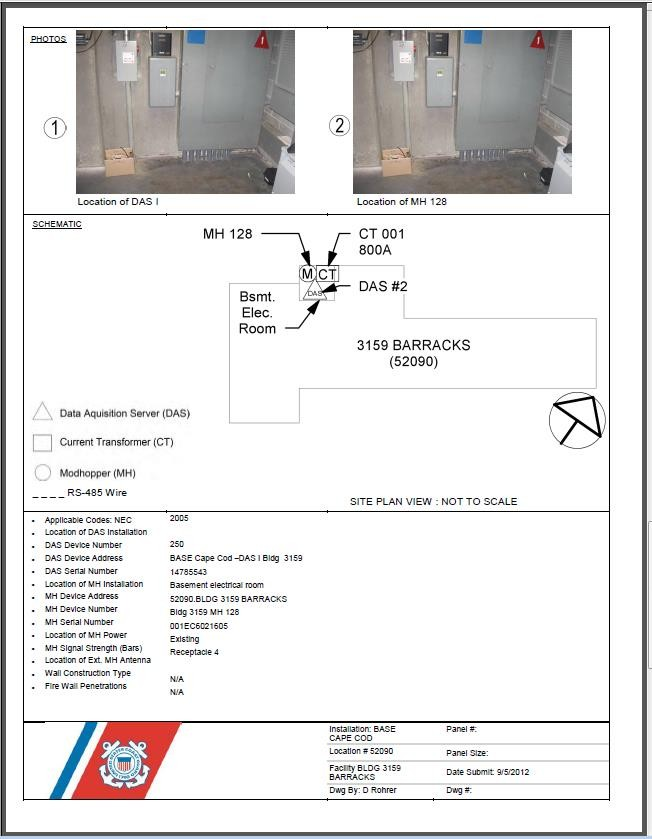 PHOTOS
1
2
Location of DAS I
Location of MH 128
SCHEMATIC
MH 128
CT 001
800A
M
CT
DAS
DAS #2
Bsmt.
Elec.
Room
3159 BARRACKS
(52090)
Data Aquisition Server (DAS)
Current Transformer (CT)
Modhopper (MH)
RS-485 Wire
SITE PLAN VIEW : NOT TO SCALE
Applicable Codes: NEC 2005
Location of DAS Installation
DAS Device Number 250
DAS Device Address BASE Cape Cod –DAS I Bldg 3159
DAS Serial Number 14785543
Location of MH Installation Basement electrical room
MH Device Address 52090.BLDG 3159 BARRACKS
MH Device Number Bldg 3159 MH 128
MH Serial Number 001EC6021605
Location of MH Power Existing
MH Signal Strength (Bars) Receptacle 4
Location of Ext. MH Antenna
Wall Construction Type N/A
Fire Wall Penetrations N/A
Installation: BASE
CAPE COD
Panel #:
Location # 52090
Panel Size:
Facility BLDG 3159
BARRACKS
Date Submit: 9/5/2012
Dwg By: D Rohrer
Dwg #:
UNITED STATES COAST GUARD